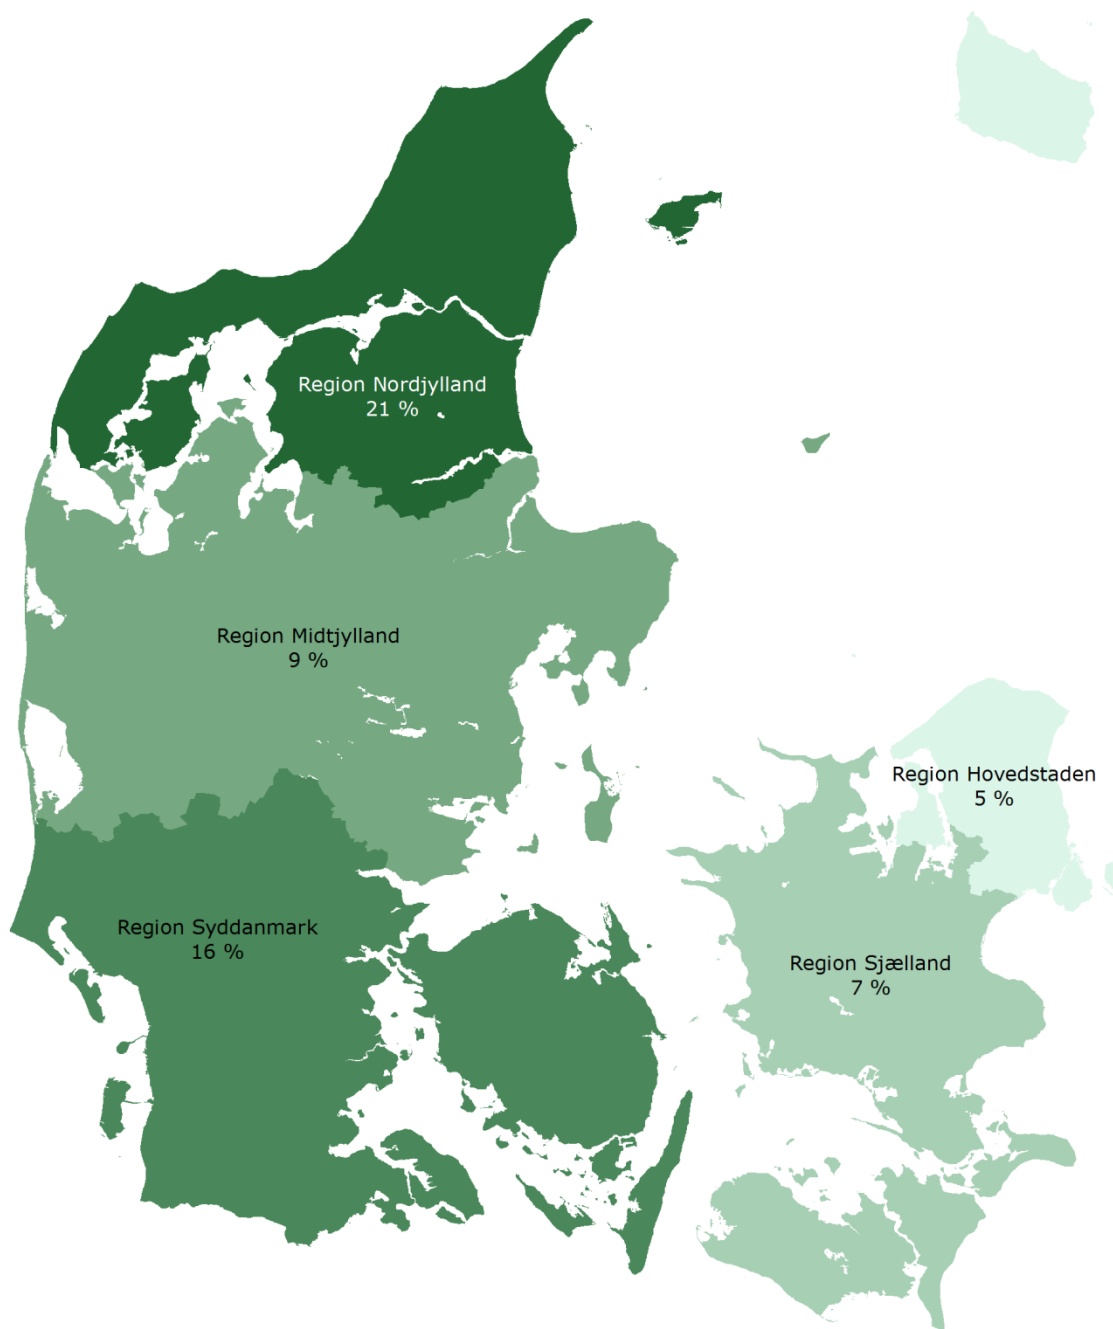 Region Nordjylland
21 %
Region Midtjylland
9 %
Region Hovedstaden
5 %
Region Syddanmark
16 %
Region Sjælland
7 %